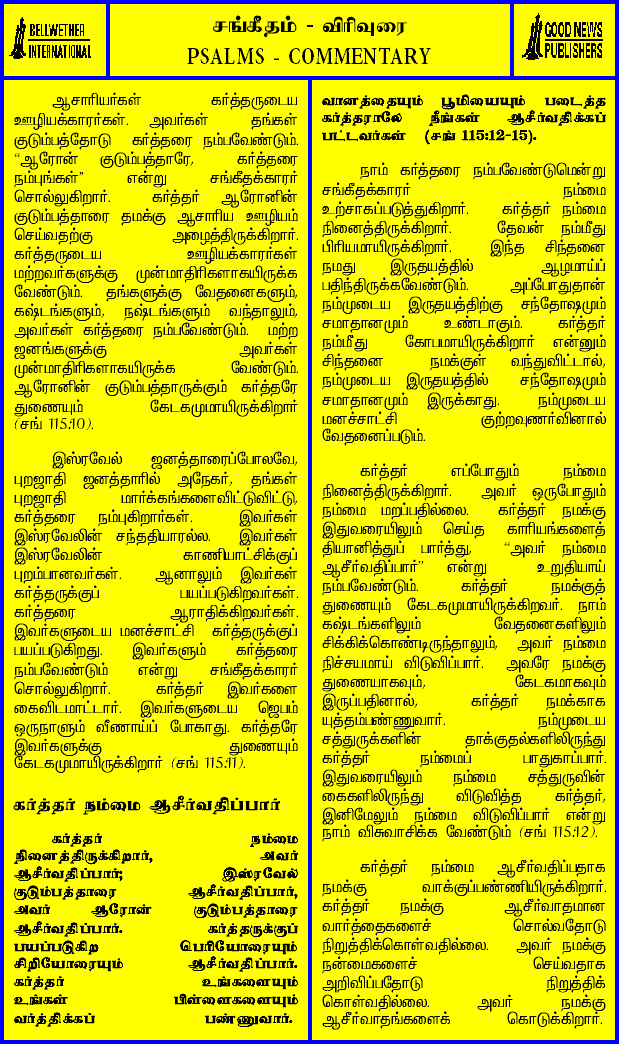 BELLWETHER
INTERNATIONAL
சங்கீதம் - விரிவுரை
PSALMS - COMMENTARY
GOOD NEWS
PUBLISHERS
ஆசாரியர்கள் கர்த்தருடைய
ஊழியக்காரர்கள். அவர்கள் தங்கள்
குடும்பத்தோடு கர்த்தரை நம்பவேண்டும்.
“ஆரோன் குடும்பத்தாரே, கர்த்தரை
நம்புங்கள்” என்று சங்கீதக்காரர்
சொல்லுகிறார். கர்த்தர் ஆரோனின்
குடும்பத்தாரை தமக்கு ஆசாரிய ஊழியம்
செய்வதற்கு அழைத்திருக்கிறார்.
கர்த்தருடைய ஊழியக்காரர்கள்
மற்றவர்களுக்கு முன்மாதிரிகளாகயிருக்க
வேண்டும். தங்களுக்கு வேதனைகளும்,
கஷ்டங்களும், நஷ்டங்களும் வந்தாலும்,
அவர்கள் கர்த்தரை நம்பவேண்டும். மற்ற
ஜனங்களுக்கு அவர்கள்
முன்மாதிரிகளாகயிருக்க வேண்டும்.
ஆரோனின் குடும்பத்தாருக்கும் கர்த்தரே
துணையும் கேடகமுமாயிருக்கிறார்
(சங் 115:10).
இஸ்ரவேல் ஜனத்தாரைப்போலவே,
புறஜாதி ஜனத்தாரில் அநேகர், தங்கள்
புறஜாதி மார்க்கங்களைவிட்டுவிட்டு,
கர்த்தரை நம்புகிறார்கள். இவர்கள்
இஸ்ரவேலின் சந்ததியாரல்ல. இவர்கள்
இஸ்ரவேலின் காணியாட்சிக்குப்
புறம்பானவர்கள். ஆனாலும் இவர்கள்
கர்த்தருக்குப் பயப்படுகிறவர்கள்.
கர்த்தரை ஆராதிக்கிறவர்கள்.
இவர்களுடைய மனச்சாட்சி கர்த்தருக்குப்
பயப்படுகிறது. இவர்களும் கர்த்தரை
நம்பவேண்டும் என்று சங்கீதக்காரர்
சொல்லுகிறார். கர்த்தர் இவர்களை
கைவிடமாட்டார். இவர்களுடைய ஜெபம்
ஒருநாளும் வீணாய்ப் போகாது. கர்த்தரே
இவர்களுக்கு துணையும்
கேடகமுமாயிருக்கிறார் (சங் 115:11).
கர்த்தர் நம்மை ஆசீர்வதிப்பார்
கர்த்தர் நம்மை
நினைத்திருக்கிறார், அவர்
ஆசீர்வதிப்பார்; இஸ்ரவேல்
குடும்பத்தாரை ஆசீர்வதிப்பார்,
அவர் ஆரோன் குடும்பத்தாரை
ஆசீர்வதிப்பார். கர்த்தருக்குப்
பயப்படுகிற பெரியோரையும்
சிறியோரையும் ஆசீர்வதிப்பார்.
கர்த்தர் உங்களையும்
உங்கள் பிள்ளைகளையும்
வர்த்திக்கப் பண்ணுவார்.
வானத்தையும் பூமியையும் படைத்த
கர்த்தராலே நீங்கள் ஆசீர்வதிக்கப்
பட்டவர்கள் (சங் 115:12-15).
நாம் கர்த்தரை நம்பவேண்டுமென்று
சங்கீதக்காரர் நம்மை
உற்சாகப்படுத்துகிறார். கர்த்தர் நம்மை
நினைத்திருக்கிறார். தேவன் நம்மீது
பிரியமாயிருக்கிறார். இந்த சிந்தனை
நமது இருதயத்தில் ஆழமாய்ப்
பதிந்திருக்கவேண்டும். அப்போதுதான்
நம்முடைய இருதயத்திற்கு சந்தோஷமும்
சமாதானமும் உண்டாகும். கர்த்தர்
நம்மீது கோபமாயிருக்கிறார் என்னும்
சிந்தனை நமக்குள் வந்துவிட்டால்,
நம்முடைய இருதயத்தில் சந்தோஷமும்
சமாதானமும் இருக்காது. நம்முடைய
மனச்சாட்சி குற்றவுணர்வினால்
வேதனைப்படும்.
கர்த்தர் எப்போதும் நம்மை
நினைத்திருக்கிறார். அவர் ஒருபோதும்
நம்மை மறப்பதில்லை. கர்த்தர் நமக்கு
இதுவரையிலும் செய்த காரியங்களைத்
தியானித்துப் பார்த்து, “அவர் நம்மை
ஆசீர்வதிப்பார்” என்று உறுதியாய்
நம்பவேண்டும். கர்த்தர் நமக்குத்
துணையும் கேடகமுமாயிருக்கிறவர். நாம்
கஷ்டங்களிலும் வேதனைகளிலும்
சிக்கிக்கொண்டிருந்தாலும், அவர் நம்மை
நிச்சயமாய் விடுவிப்பார். அவரே நமக்கு
துணையாகவும், கேடகமாகவும்
இருப்பதினால், கர்த்தர் நமக்காக
யுத்தம்பண்ணுவார். நம்முடைய
சத்துருக்களின் தாக்குதல்களிலிருந்து
கர்த்தர் நம்மைப் பாதுகாப்பார்.
இதுவரையிலும் நம்மை சத்துருவின்
கைகளிலிருந்து விடுவித்த கர்த்தர்,
இனிமேலும் நம்மை விடுவிப்பார் என்று
நாம் விசுவாசிக்க வேண்டும் (சங் 115:12).
கர்த்தர் நம்மை ஆசீர்வதிப்பதாக
நமக்கு வாக்குப்பண்ணியிருக்கிறார்.
கர்த்தர் நமக்கு ஆசீர்வாதமான
வார்த்தைகளைச் சொல்வதோடு
நிறுத்திக்கொள்வதில்லை. அவர் நமக்கு
நன்மைகளைச் செய்வதாக
அறிவிப்பதோடு நிறுத்திக்
கொள்வதில்லை. அவர் நமக்கு
ஆசீர்வாதங்களைக் கொடுக்கிறார்.